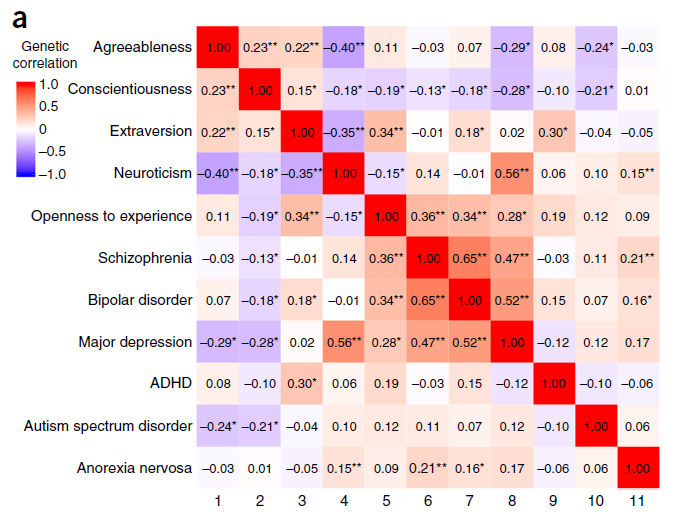 a
Genetic
correlation
1.0
0.5
0
–0.5
–1.0
Agreeableness 1.00 0.23** 0.22** –0.40** 0.11 –0.03 0.07 –0.29* 0.08 –0.24* –0.03
Conscientiousness 0.23** 1.00 0.15* –0.18* –0.19* –0.13* –0.18* –0.28* –0.10 –0.21* 0.01
Extraversion 0.22** 0.15* 1.00 –0.35** 0.34** –0.01 0.18* 0.02 0.30* –0.04 –0.05
Neuroticism –0.40** –0.18* –0.35** 1.00 –0.15* 0.14 –0.01 0.56** 0.06 0.10 0.15**
Openness to experience 0.11 –0.19* 0.34** –0.15* 1.00 0.36** 0.34** 0.28* 0.19 0.12 0.09
Schizophrenia –0.03 –0.13* –0.01 0.14 0.36** 1.00 0.65** 0.47** –0.03 0.11 0.21**
Bipolar disorder 0.07 –0.18* 0.18* –0.01 0.34** 0.65** 1.00 0.52** 0.15 0.07 0.16*
Major depression –0.29* –0.28* 0.02 0.56** 0.28* 0.47** 0.52** 1.00 –0.12 0.12 0.17
ADHD 0.08 –0.10 0.30* 0.06 0.19 –0.03 0.15 –0.12 1.00 –0.10 –0.06
Autism spectrum disorder –0.24* –0.21* –0.04 0.10 0.12 0.11 0.07 0.12 –0.10 1.00 0.06
Anorexia nervosa –0.03 0.01 –0.05 0.15** 0.09 0.21** 0.16* 0.17 –0.06 0.06 1.00
1 2 3 4 5 6 7 8 9 10 11